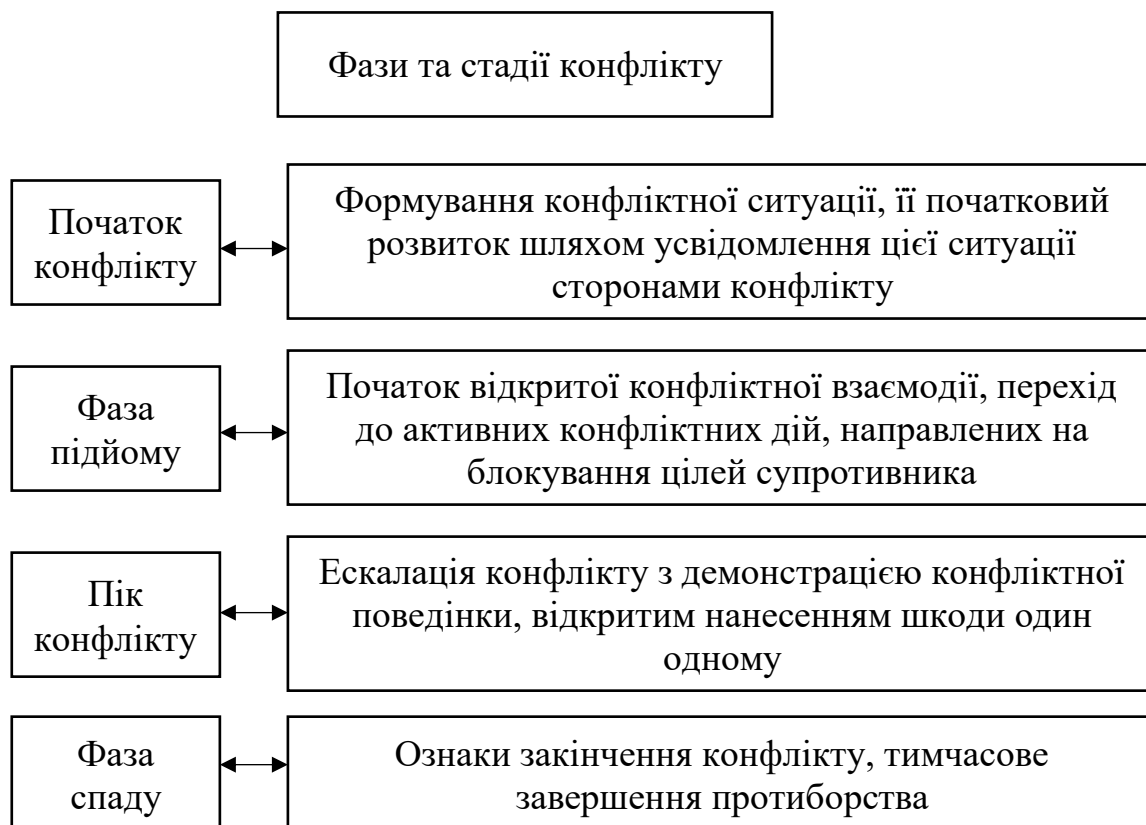 Фази та стадії конфлікту
Початок
конфлікту
Формування конфліктної ситуації, її початковий
розвиток шляхом усвідомлення цієї ситуації
сторонами конфлікту
Фаза
підйому
Початок відкритої конфліктної взаємодії, перехід
до активних конфліктних дій, направлених на
блокування цілей супротивника
Пік
конфлікту
Ескалація конфлікту з демонстрацією конфліктної
поведінки, відкритим нанесенням шкоди один
одному
Фаза
спаду
Ознаки закінчення конфлікту, тимчасове
завершення протиборства